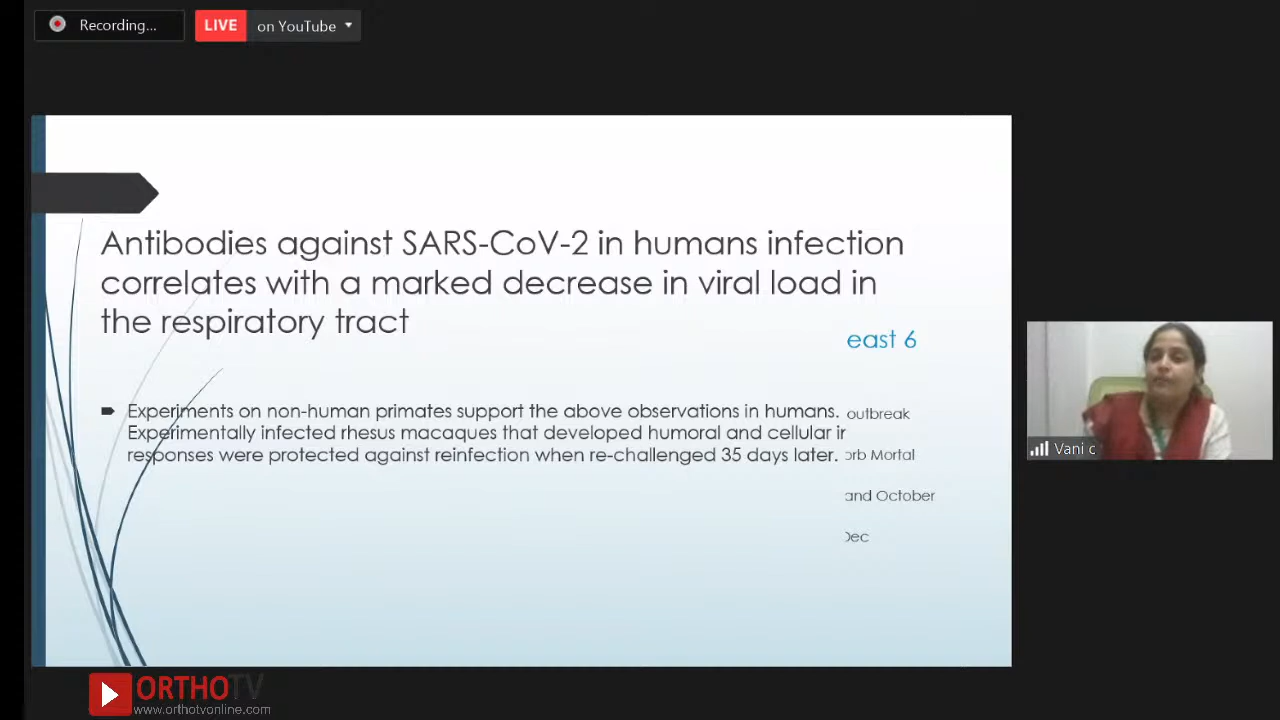 Recording...
LIVE on YouTube
Antibodies against SARS-CoV-2 in humans infection
correlates with a marked decrease in viral load in
the respiratory tract
east 6
Experiments on non-human primates support the above observations in humans.
outbreak
Experimentally infected rhesus macaques that developed humoral and cellular
responses were protected against reinfection when re-challenged 35 days later.
orb Mortal
and October
Dec
Vani c
ORTHOTV
www.orthotvonline.com